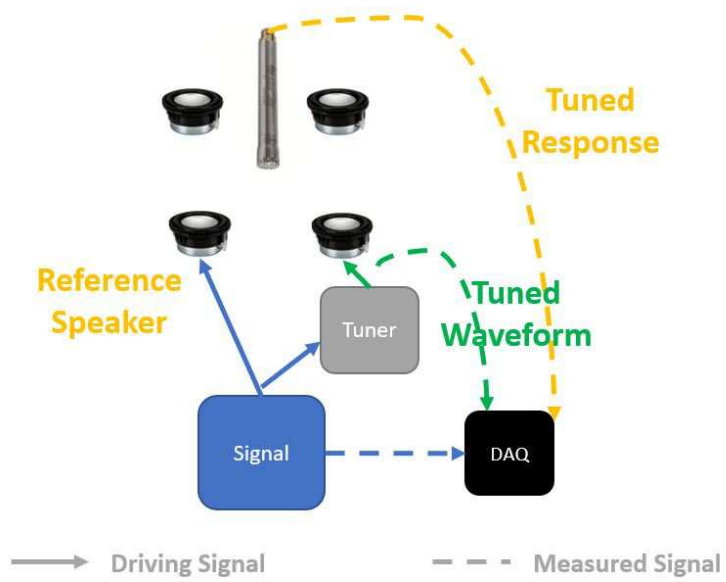 Tuned
Response
Reference
Speaker
Tuned
Waveform
Tuner
Signal
DAQ
Driving Signal
Measured Signal